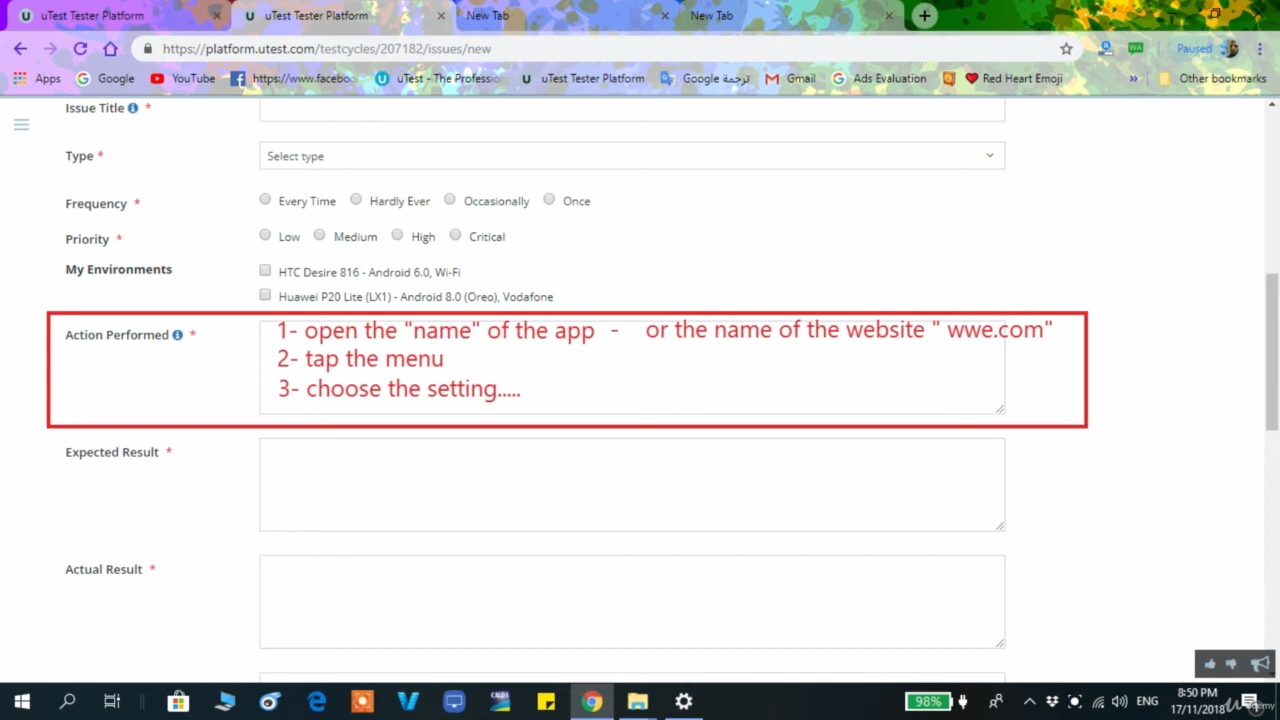 uTest Tester Platform
uTest Tester Platform
New Tab
New Tab
https://platform.utest.com/testcycles/207182/issues/new
Paused
Apps
Google
YouTube
https://www.facebo
uTest - The Professio
uTest Tester Platform
Google ترجمة
Gmail
Ads Evaluation
Red Heart Emoji
»
Other bookmarks
Issue Title *
Type *
Select type
Frequency *
Every Time
Hardly Ever
Occasionally
Once
Priority *
Low
Medium
High
Critical
My Environments
HTC Desire 816 - Android 6.0, Wi-Fi
Huawei P20 Lite (LX1) - Android 8.0 (Oreo), Vodafone
Action Performed *
1- open the "name" of the app - or the name of the website " wwe.com"
2- tap the menu
3- choose the setting.....
Expected Result *
Actual Result *
98%
ENG
8:50 PM
17/11/2018